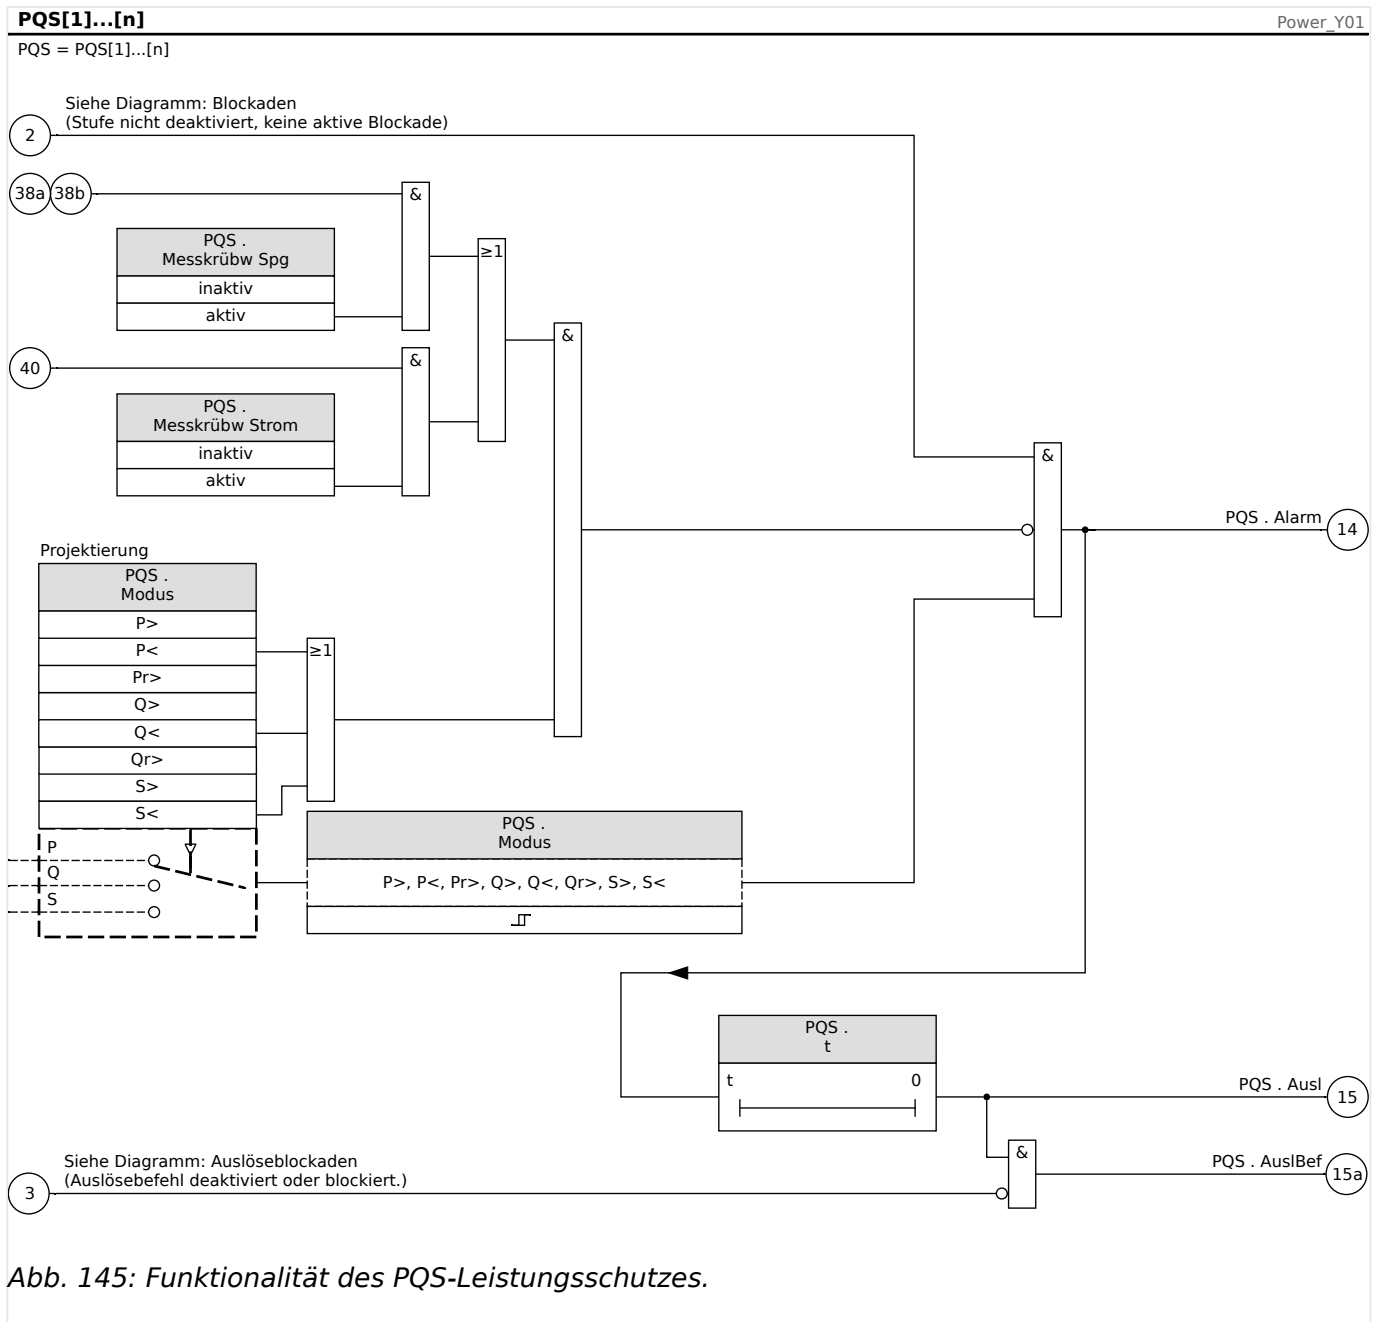 PQS[1]...[n]
Power_Y01
PQS = PQS[1]...[n]
Siehe Diagramm: Blockaden
(Stufe nicht deaktiviert, keine aktive Blockade)
2
38a 38b
&
PQS .
Messkrübw Spg
inaktiv
aktiv
≥1
&
40
&
PQS .
Messkrübw Strom
inaktiv
aktiv
&
PQS . Alarm
14
Projektierung
PQS .
Modus
P>
P<
≥1
Pr>
Q>
Q<
Qr>
S>
S<
P
Q
S
PQS .
Modus
P>, P<, Pr>, Q>, Q<, Qr>, S>, S<
PQS .
t
t 0
PQS . Ausl
15
&
PQS . AuslBef
15a
Siehe Diagramm: Auslöseblockaden
(Auslösebefehl deaktiviert oder blockiert.)
3
Abb. 145: Funktionalität des PQS-Leistungsschutzes.